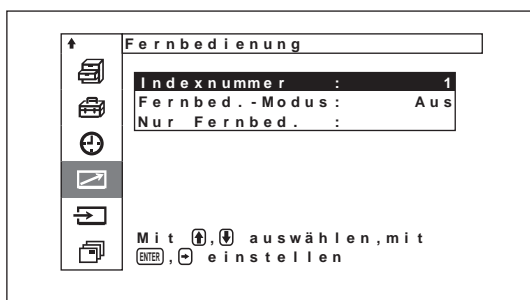 Fernbedienung
Indexnummer : 1
Fernbed.-Modus: Aus
Nur Fernbed. :
Mit ↑,↓ auswählen,mit
ENTER,→ einstellen